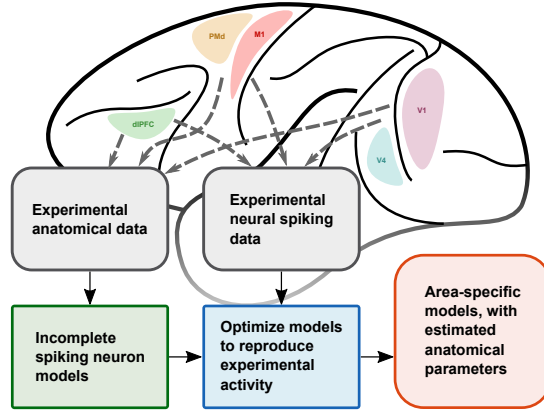 PMd
M1
dlPFC
V1
V4
Experimental
anatomical data
Experimental
neural spiking
data
Incomplete
spiking neuron
models
Optimize models
to reproduce
experimental
activity
Area-specific
models, with
estimated
anatomical
parameters